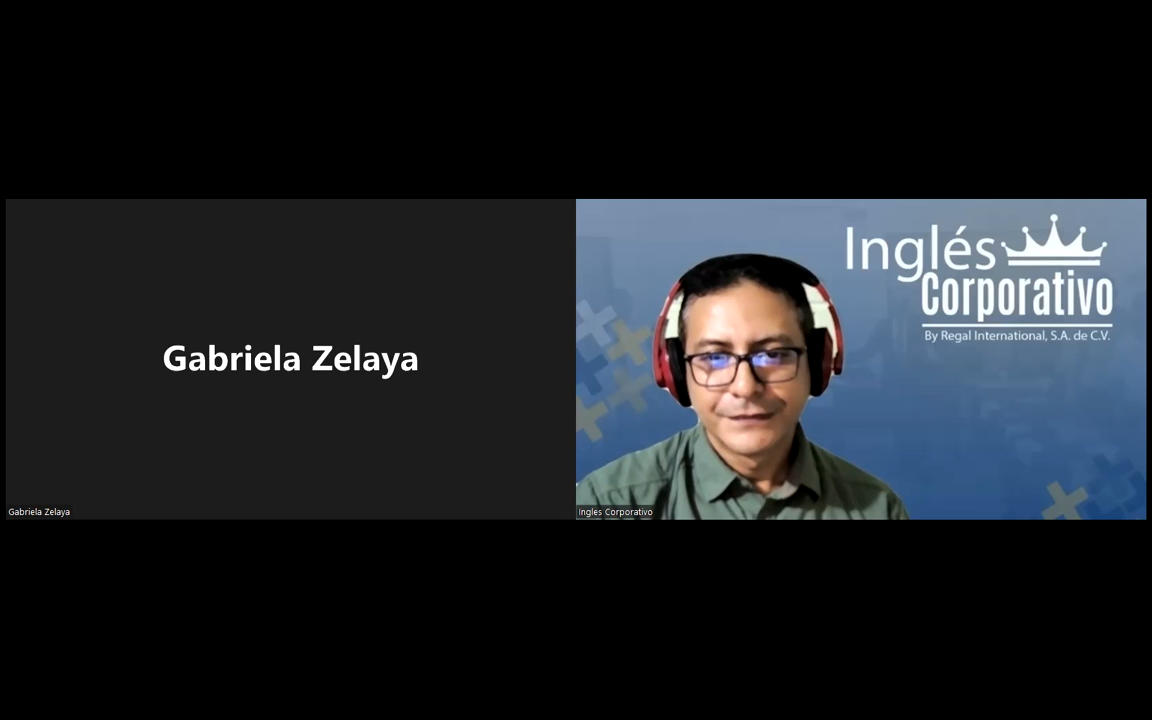 Gabriela Zelaya
Gabriela Zelaya
Inglés
Corporativo
By Regal International, S.A. de C.V.
Ingles Corporativo